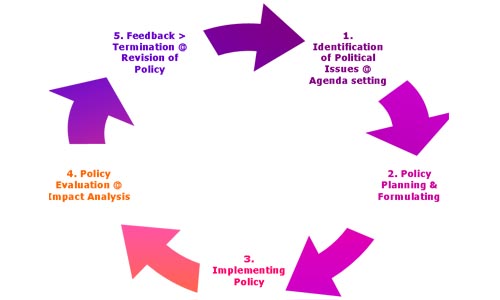 1.
Identification
of Political
Issues @
Agenda setting
2. Policy
Planning &
Formulating
3.
Implementing
Policy
4. Policy
Evaluation @
Impact Analysis
5. Feedback >
Termination @
Revision of
Policy